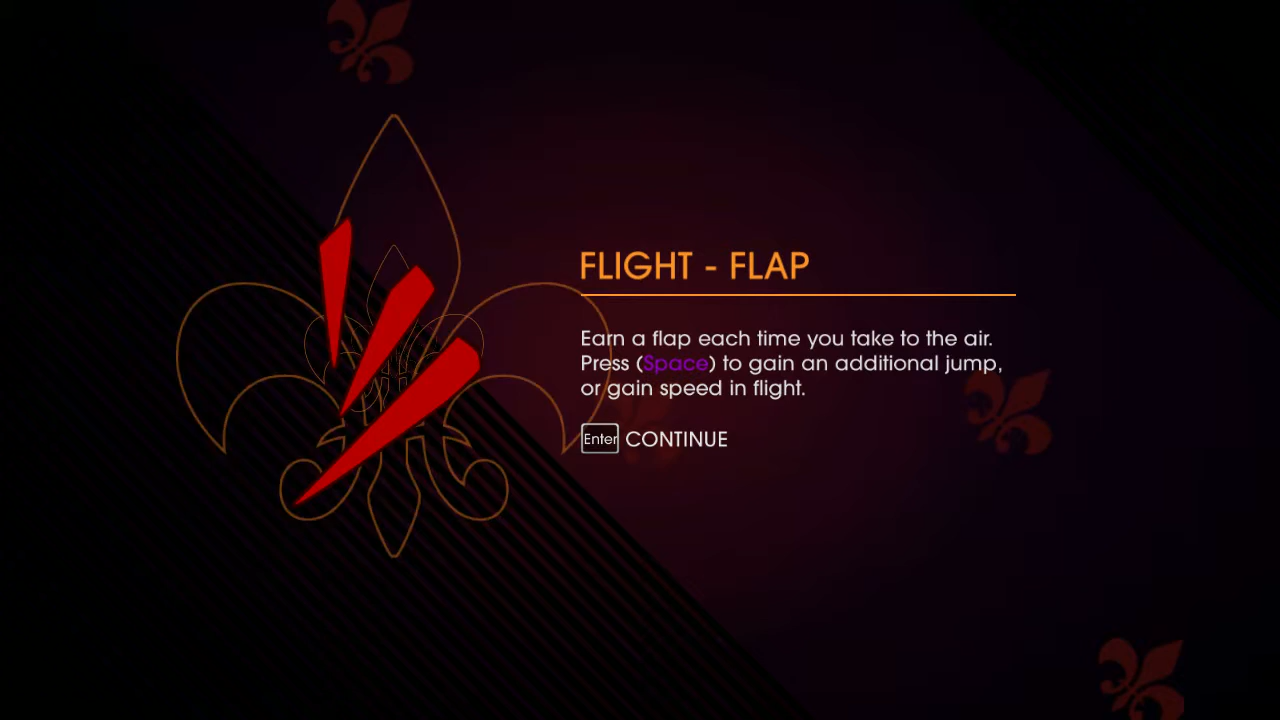 FLIGHT - FLAP
Earn a flap each time you take to the air.
Press (Space) to gain an additional jump,
or gain speed in flight.
Enter CONTINUE